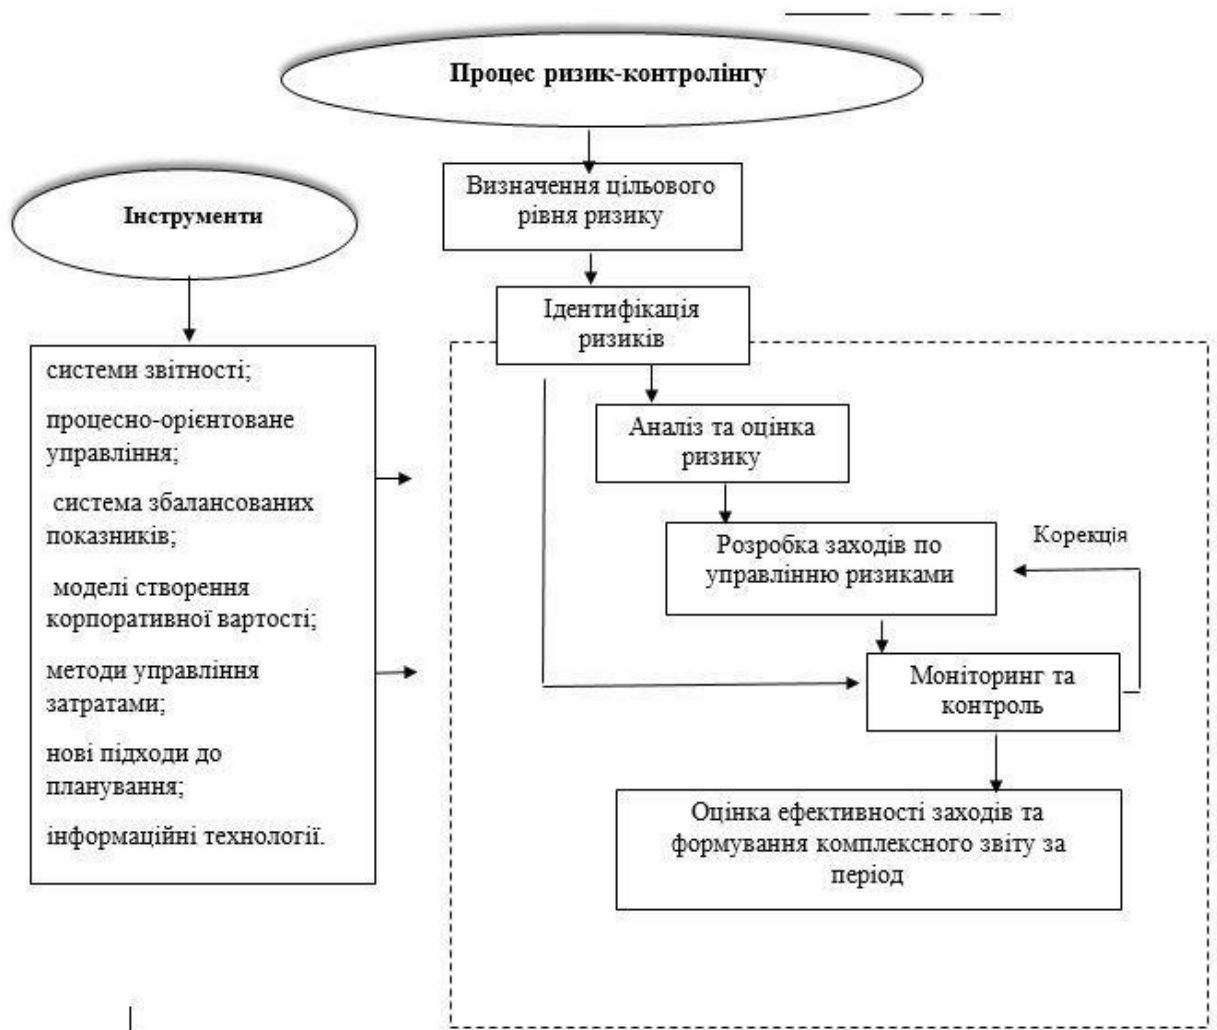 Процес ризик-контролінгу
Визначення цільового
рівня ризику
Інструменти
Ідентифікація
ризиків
системи звітності;
процесно-орієнтоване
управління;
система збалансованих
показників;
моделі створення
корпоративної вартості;
методи управління
затратами;
нові підходи до
планування;
інформаційні технології.
Аналіз та оцінка
ризику
Розробка заходів по
управлінню ризиками
Корекція
Моніторинг та
контроль
Оцінка ефективності заходів та
формування комплексного звіту за
період